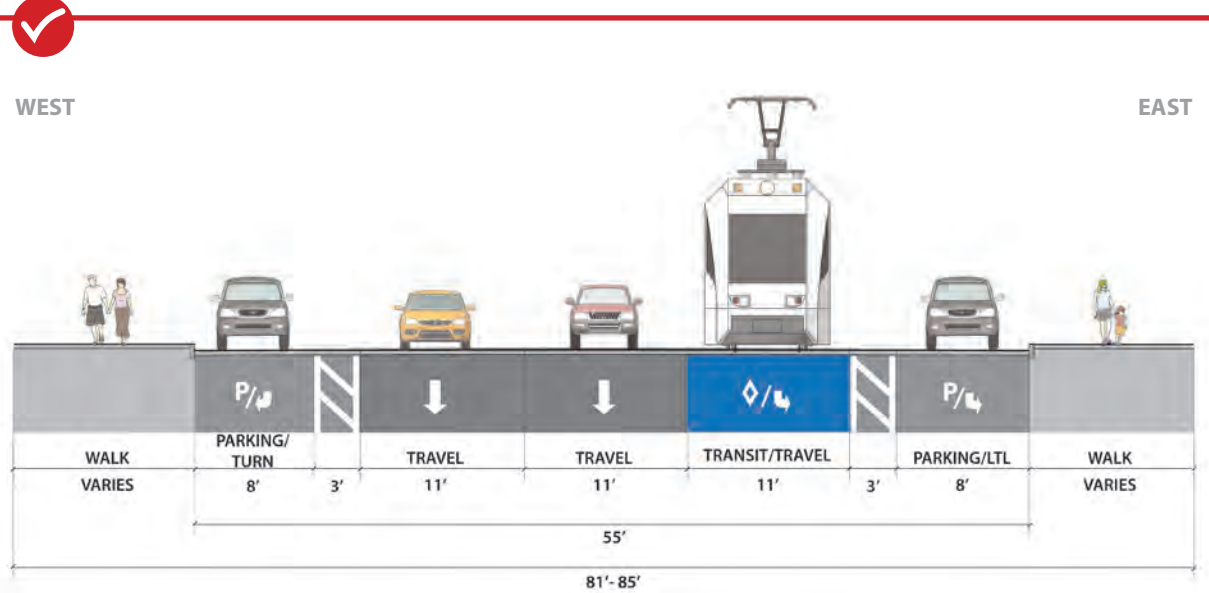 WEST
EAST
P/
P/
WALK
PARKING/
TURN
TRAVEL
TRAVEL
TRANSIT/TRAVEL
PARKING/LTL
WALK
VARIES
8'
3'
11'
11'
11'
3'
8'
VARIES
55'
81'- 85'